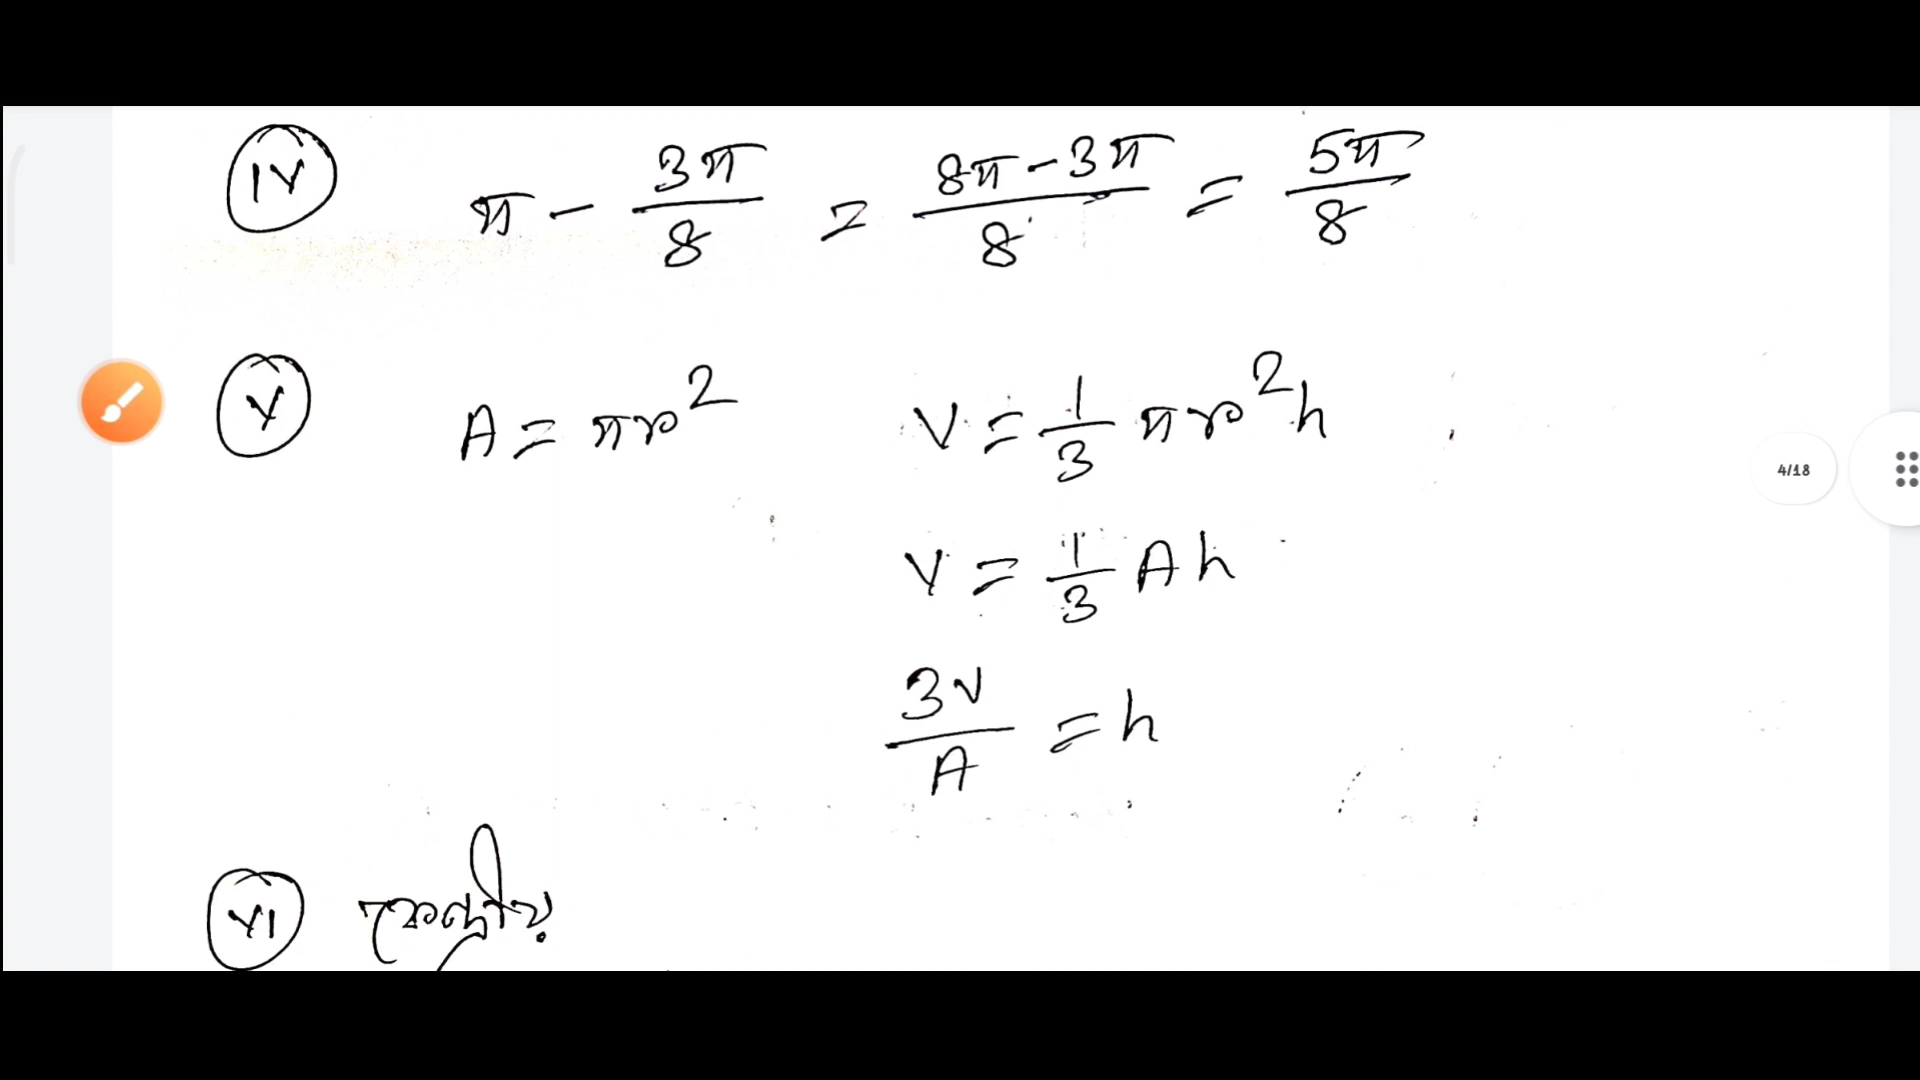 IV π - 3π/8 = 8π-3π/8 = 5π/8
V A = πr² V = 1/3 πr²h
4/18
V = 1/3 Ah
3V/A = h
VI কেন্দ্রীয়